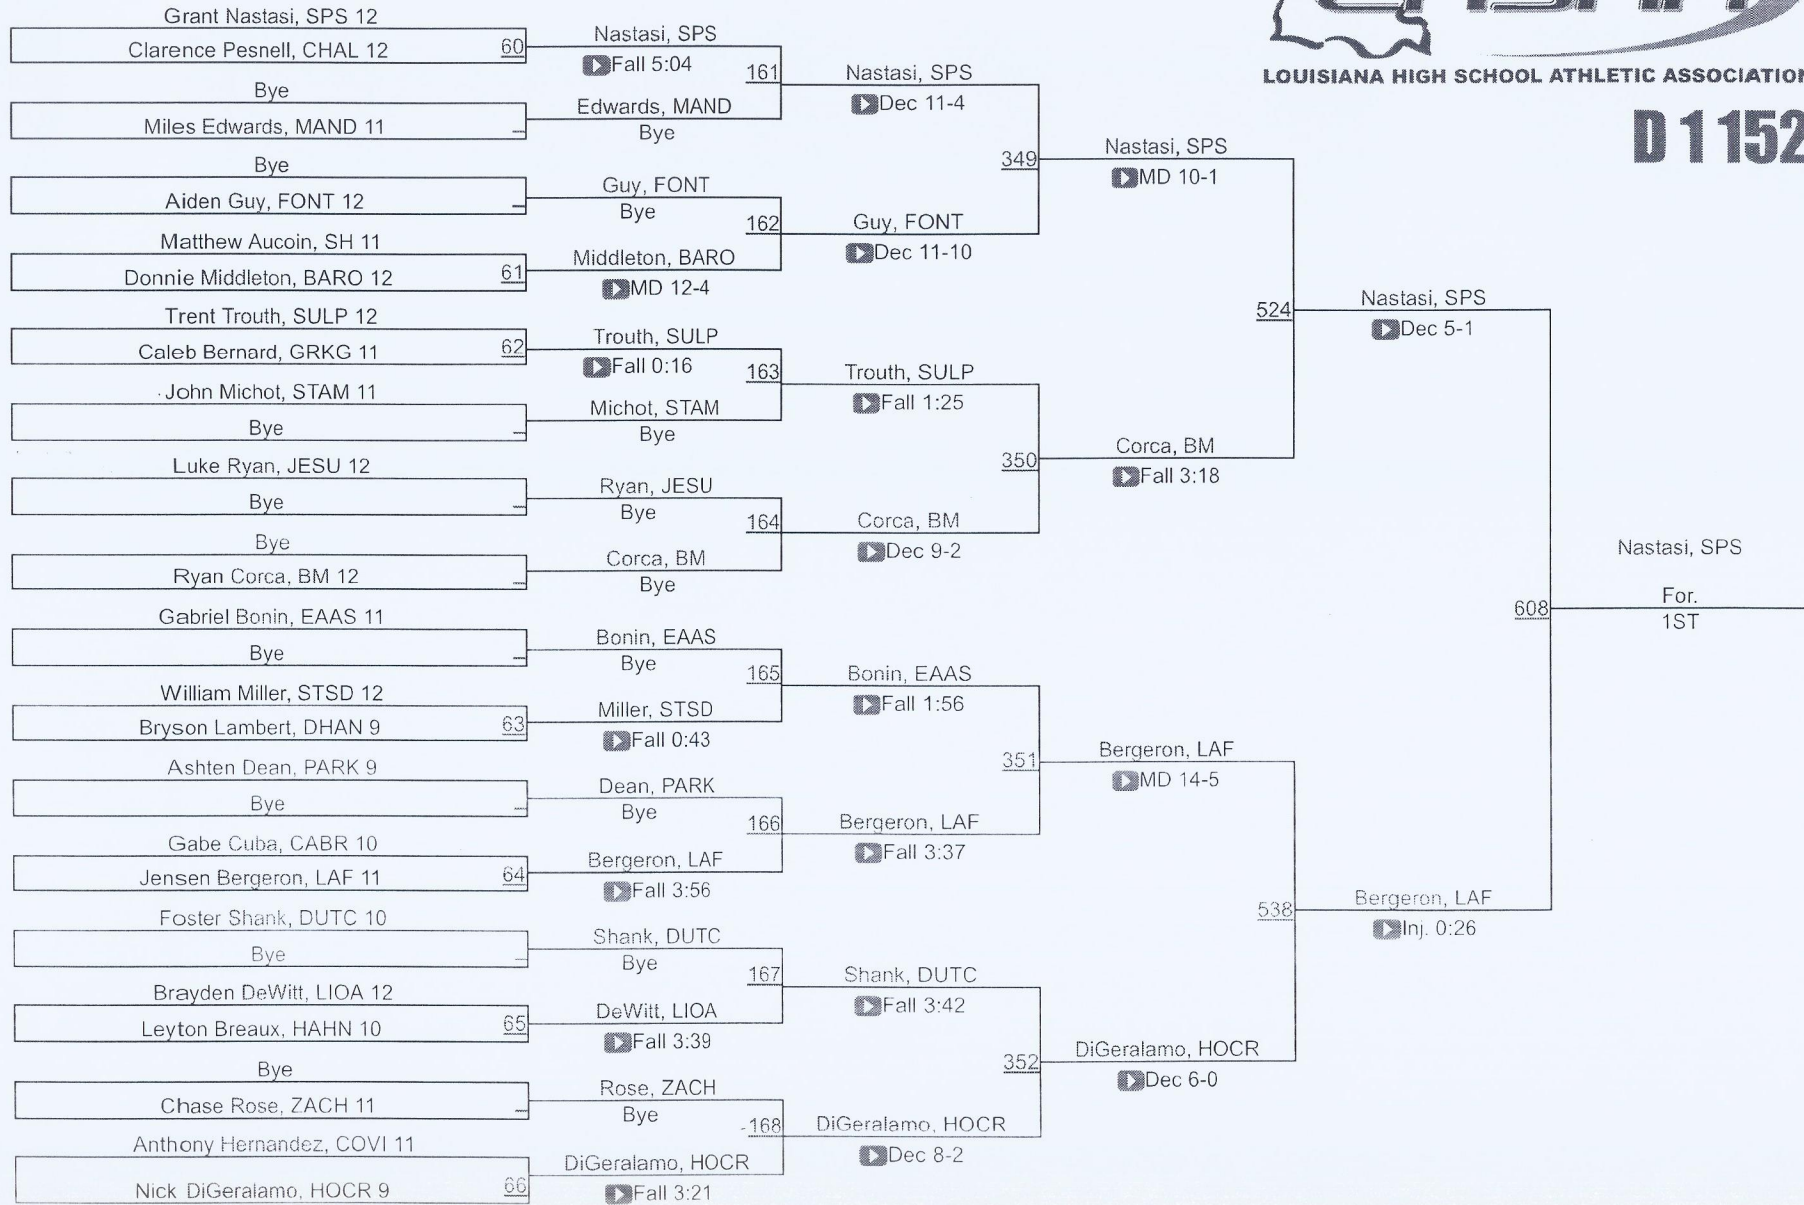 LOUISIANA HIGH SCHOOL ATHLETIC ASSOCIATION
D 1 152
Grant Nastasi, SPS 12
Clarence Pesnell, CHAL 12 60
Bye
Miles Edwards, MAND 11
Bye
Aiden Guy, FONT 12
Matthew Aucoin, SH 11
Donnie Middleton, BARO 12 61
Trent Trouth, SULP 12
Caleb Bernard, GRKG 11 62
John Michot, STAM 11
Bye
Luke Ryan, JESU 12
Bye
Bye
Ryan Corca, BM 12
Gabriel Bonin, EAAS 11
Bye
William Miller, STSD 12
Bryson Lambert, DHAN 9 63
Ashten Dean, PARK 9
Bye
Gabe Cuba, CABR 10
Jensen Bergeron, LAF 11 64
Foster Shank, DUTC 10
Bye
Brayden DeWitt, LIOA 12
Leyton Breaux, HAHN 10 65
Bye
Chase Rose, ZACH 11
Anthony Hernandez, COVI 11
Nick DiGeralamo, HOCR 9 66
Nastasi, SPS
Fall 5:04
161
Edwards, MAND
Bye
Guy, FONT
Bye
162
Middleton, BARO
MD 12-4
Trouth, SULP
Fall 0:16
163
Michot, STAM
Bye
Ryan, JESU
Bye
164
Corca, BM
Bye
Bonin, EAAS
Bye
165
Miller, STSD
Fall 0:43
Dean, PARK
Bye
166
Bergeron, LAF
Fall 3:56
Shank, DUTC
Bye
167
DeWitt, LIOA
Fall 3:39
Rose, ZACH
Bye
168
DiGeralamo, HOCR
Fall 3:21
Nastasi, SPS
Dec 11-4
349
Guy, FONT
Dec 11-10
Trouth, SULP
Fall 1:25
350
Corca, BM
Dec 9-2
Bonin, EAAS
Fall 1:56
351
Bergeron, LAF
Fall 3:37
Shank, DUTC
Fall 3:42
352
DiGeralamo, HOCR
Dec 8-2
Nastasi, SPS
MD 10-1
524
Corca, BM
Fall 3:18
Bergeron, LAF
MD 14-5
538
DiGeralamo, HOCR
Dec 6-0
Nastasi, SPS
Dec 5-1
608
Bergeron, LAF
Inj. 0:26
Nastasi, SPS
For.
1ST